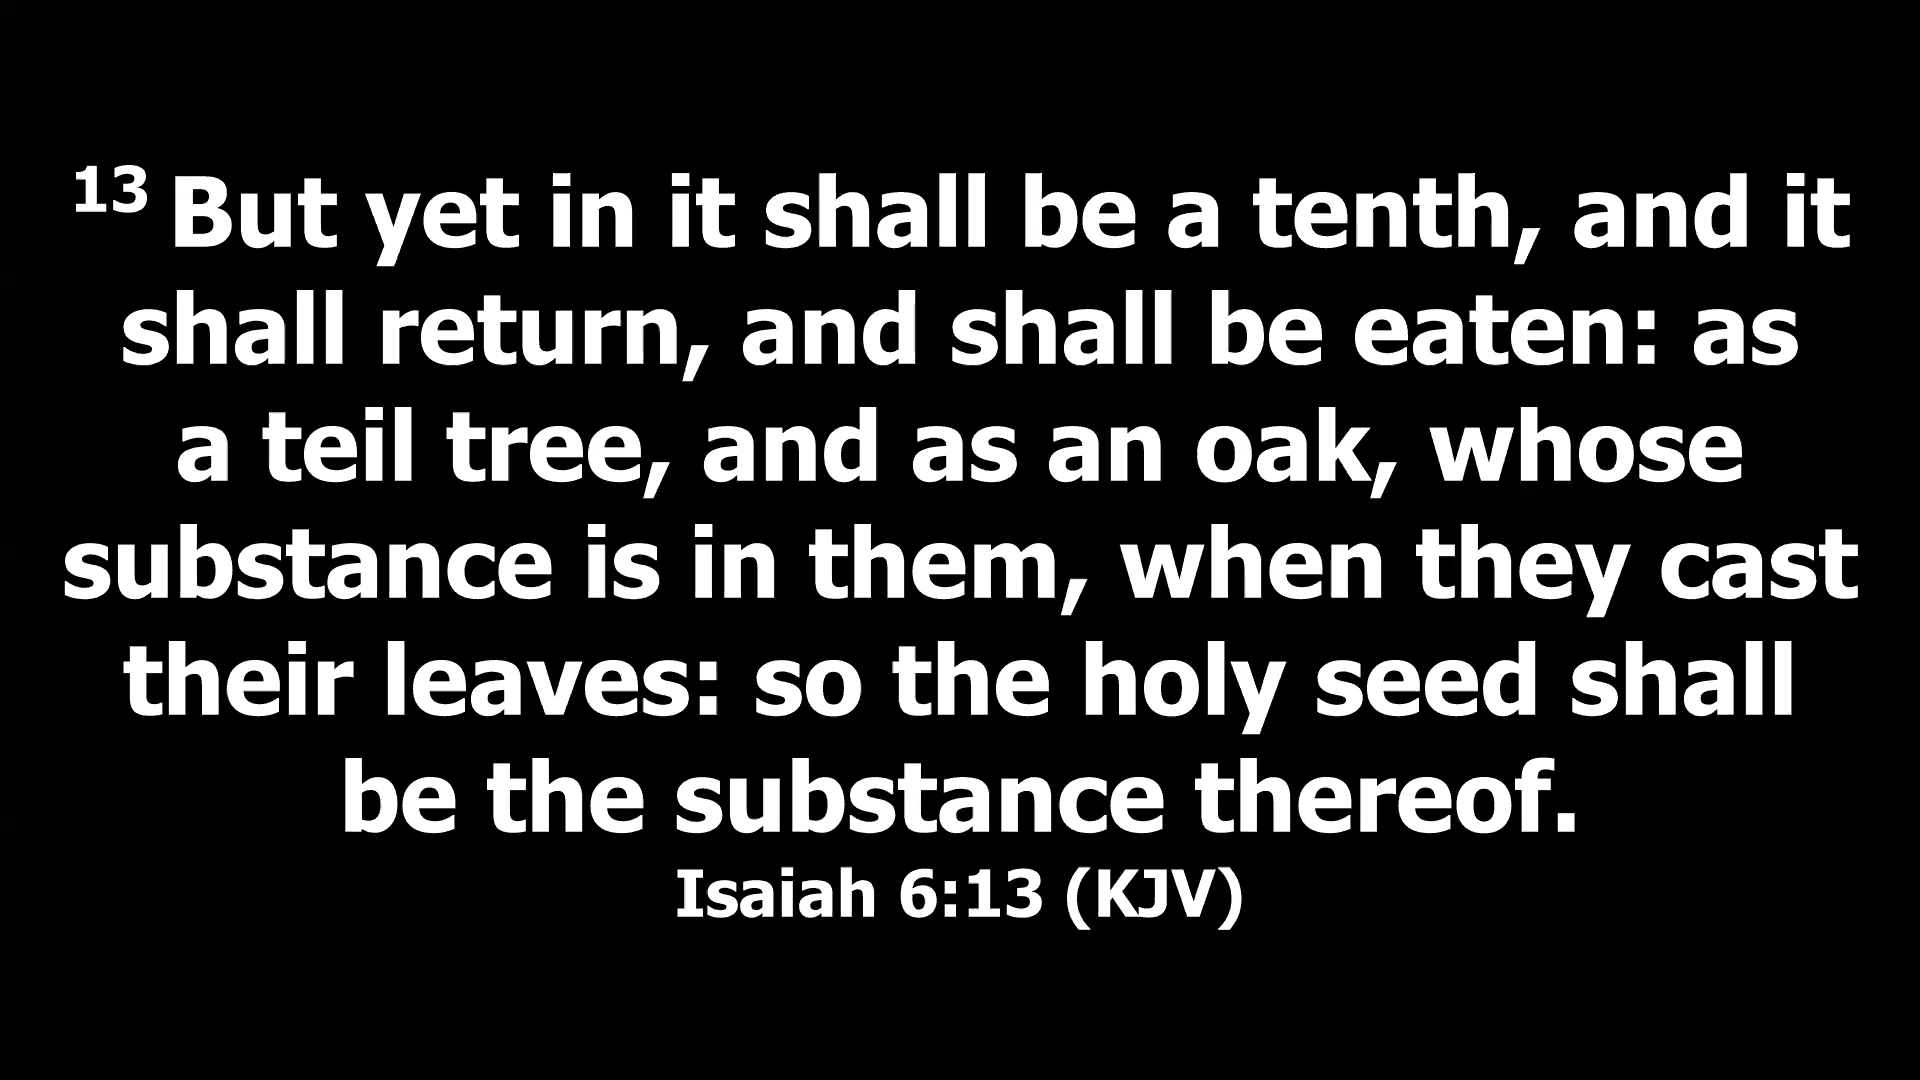 13 But yet in it shall be a tenth, and it
shall return, and shall be eaten: as
a teil tree, and as an oak, whose
substance is in them, when they cast
their leaves: so the holy seed shall
be the substance thereof.
Isaiah 6:13 (KJV)